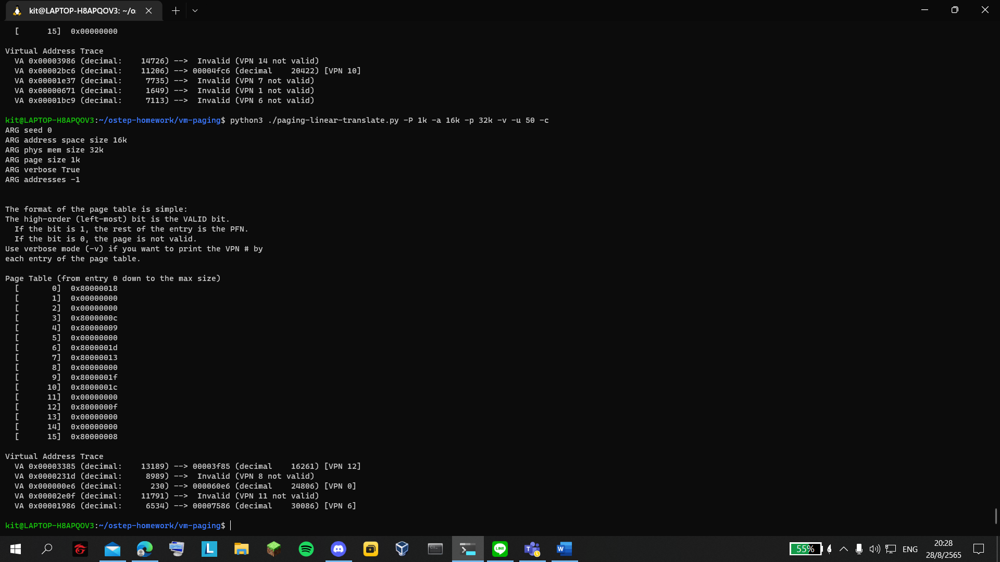 kit@LAPTOP-H8APQOV3: ~/o
[      15]  0x00000000
Virtual Address Trace
VA 0x00003986 (decimal:    14726) -->  Invalid (VPN 14 not valid)
VA 0x00002bc6 (decimal:    11206) --> 00004fc6 (decimal    20422) [VPN 10]
VA 0x00001e37 (decimal:     7735) -->  Invalid (VPN 7 not valid)
VA 0x00000671 (decimal:     1649) -->  Invalid (VPN 1 not valid)
VA 0x00001bc9 (decimal:     7113) -->  Invalid (VPN 6 not valid)
kit@LAPTOP-H8APQOV3:~/ostep-homework/vm-paging$ python3 ./paging-linear-translate.py -P 1k -a 16k -p 32k -v -u 50 -c
ARG seed 0
ARG address space size 16k
ARG phys mem size 32k
ARG page size 1k
ARG verbose True
ARG addresses -1
The format of the page table is simple:
The high-order (left-most) bit is the VALID bit.
If the bit is 1, the rest of the entry is the PFN.
If the bit is 0, the page is not valid.
Use verbose mode (-v) if you want to print the VPN # by
each entry of the page table.
Page Table (from entry 0 down to the max size)
[       0]  0x80000018
[       1]  0x00000000
[       2]  0x00000000
[       3]  0x8000000c
[       4]  0x80000009
[       5]  0x00000000
[       6]  0x8000001d
[       7]  0x80000013
[       8]  0x00000000
[       9]  0x8000001f
[      10]  0x8000001c
[      11]  0x00000000
[      12]  0x8000000f
[      13]  0x00000000
[      14]  0x00000000
[      15]  0x80000008
Virtual Address Trace
VA 0x00003385 (decimal:    13189) --> 00003f85 (decimal    16261) [VPN 12]
VA 0x0000231d (decimal:     8989) -->  Invalid (VPN 8 not valid)
VA 0x000000e6 (decimal:      230) --> 000060e6 (decimal    24806) [VPN 0]
VA 0x00002e0f (decimal:    11791) -->  Invalid (VPN 11 not valid)
VA 0x00001986 (decimal:     6534) --> 00007586 (decimal    30086) [VPN 6]
kit@LAPTOP-H8APQOV3:~/ostep-homework/vm-paging$
L
LINE
T
W
55%
ENG
20:28
28/8/2565